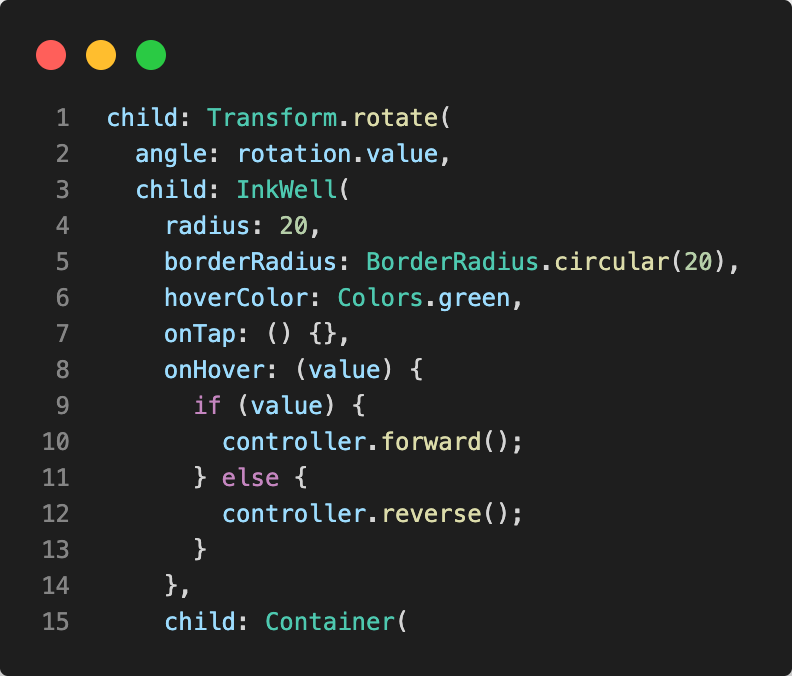 1 child: Transform.rotate(
2 angle: rotation.value,
3 child: InkWell(
4 radius: 20,
5 borderRadius: BorderRadius.circular(20),
6 hoverColor: Colors.green,
7 onTap: () {},
8 onHover: (value) {
9 if (value) {
10 controller.forward();
11 } else {
12 controller.reverse();
13 }
14 },
15 child: Container(